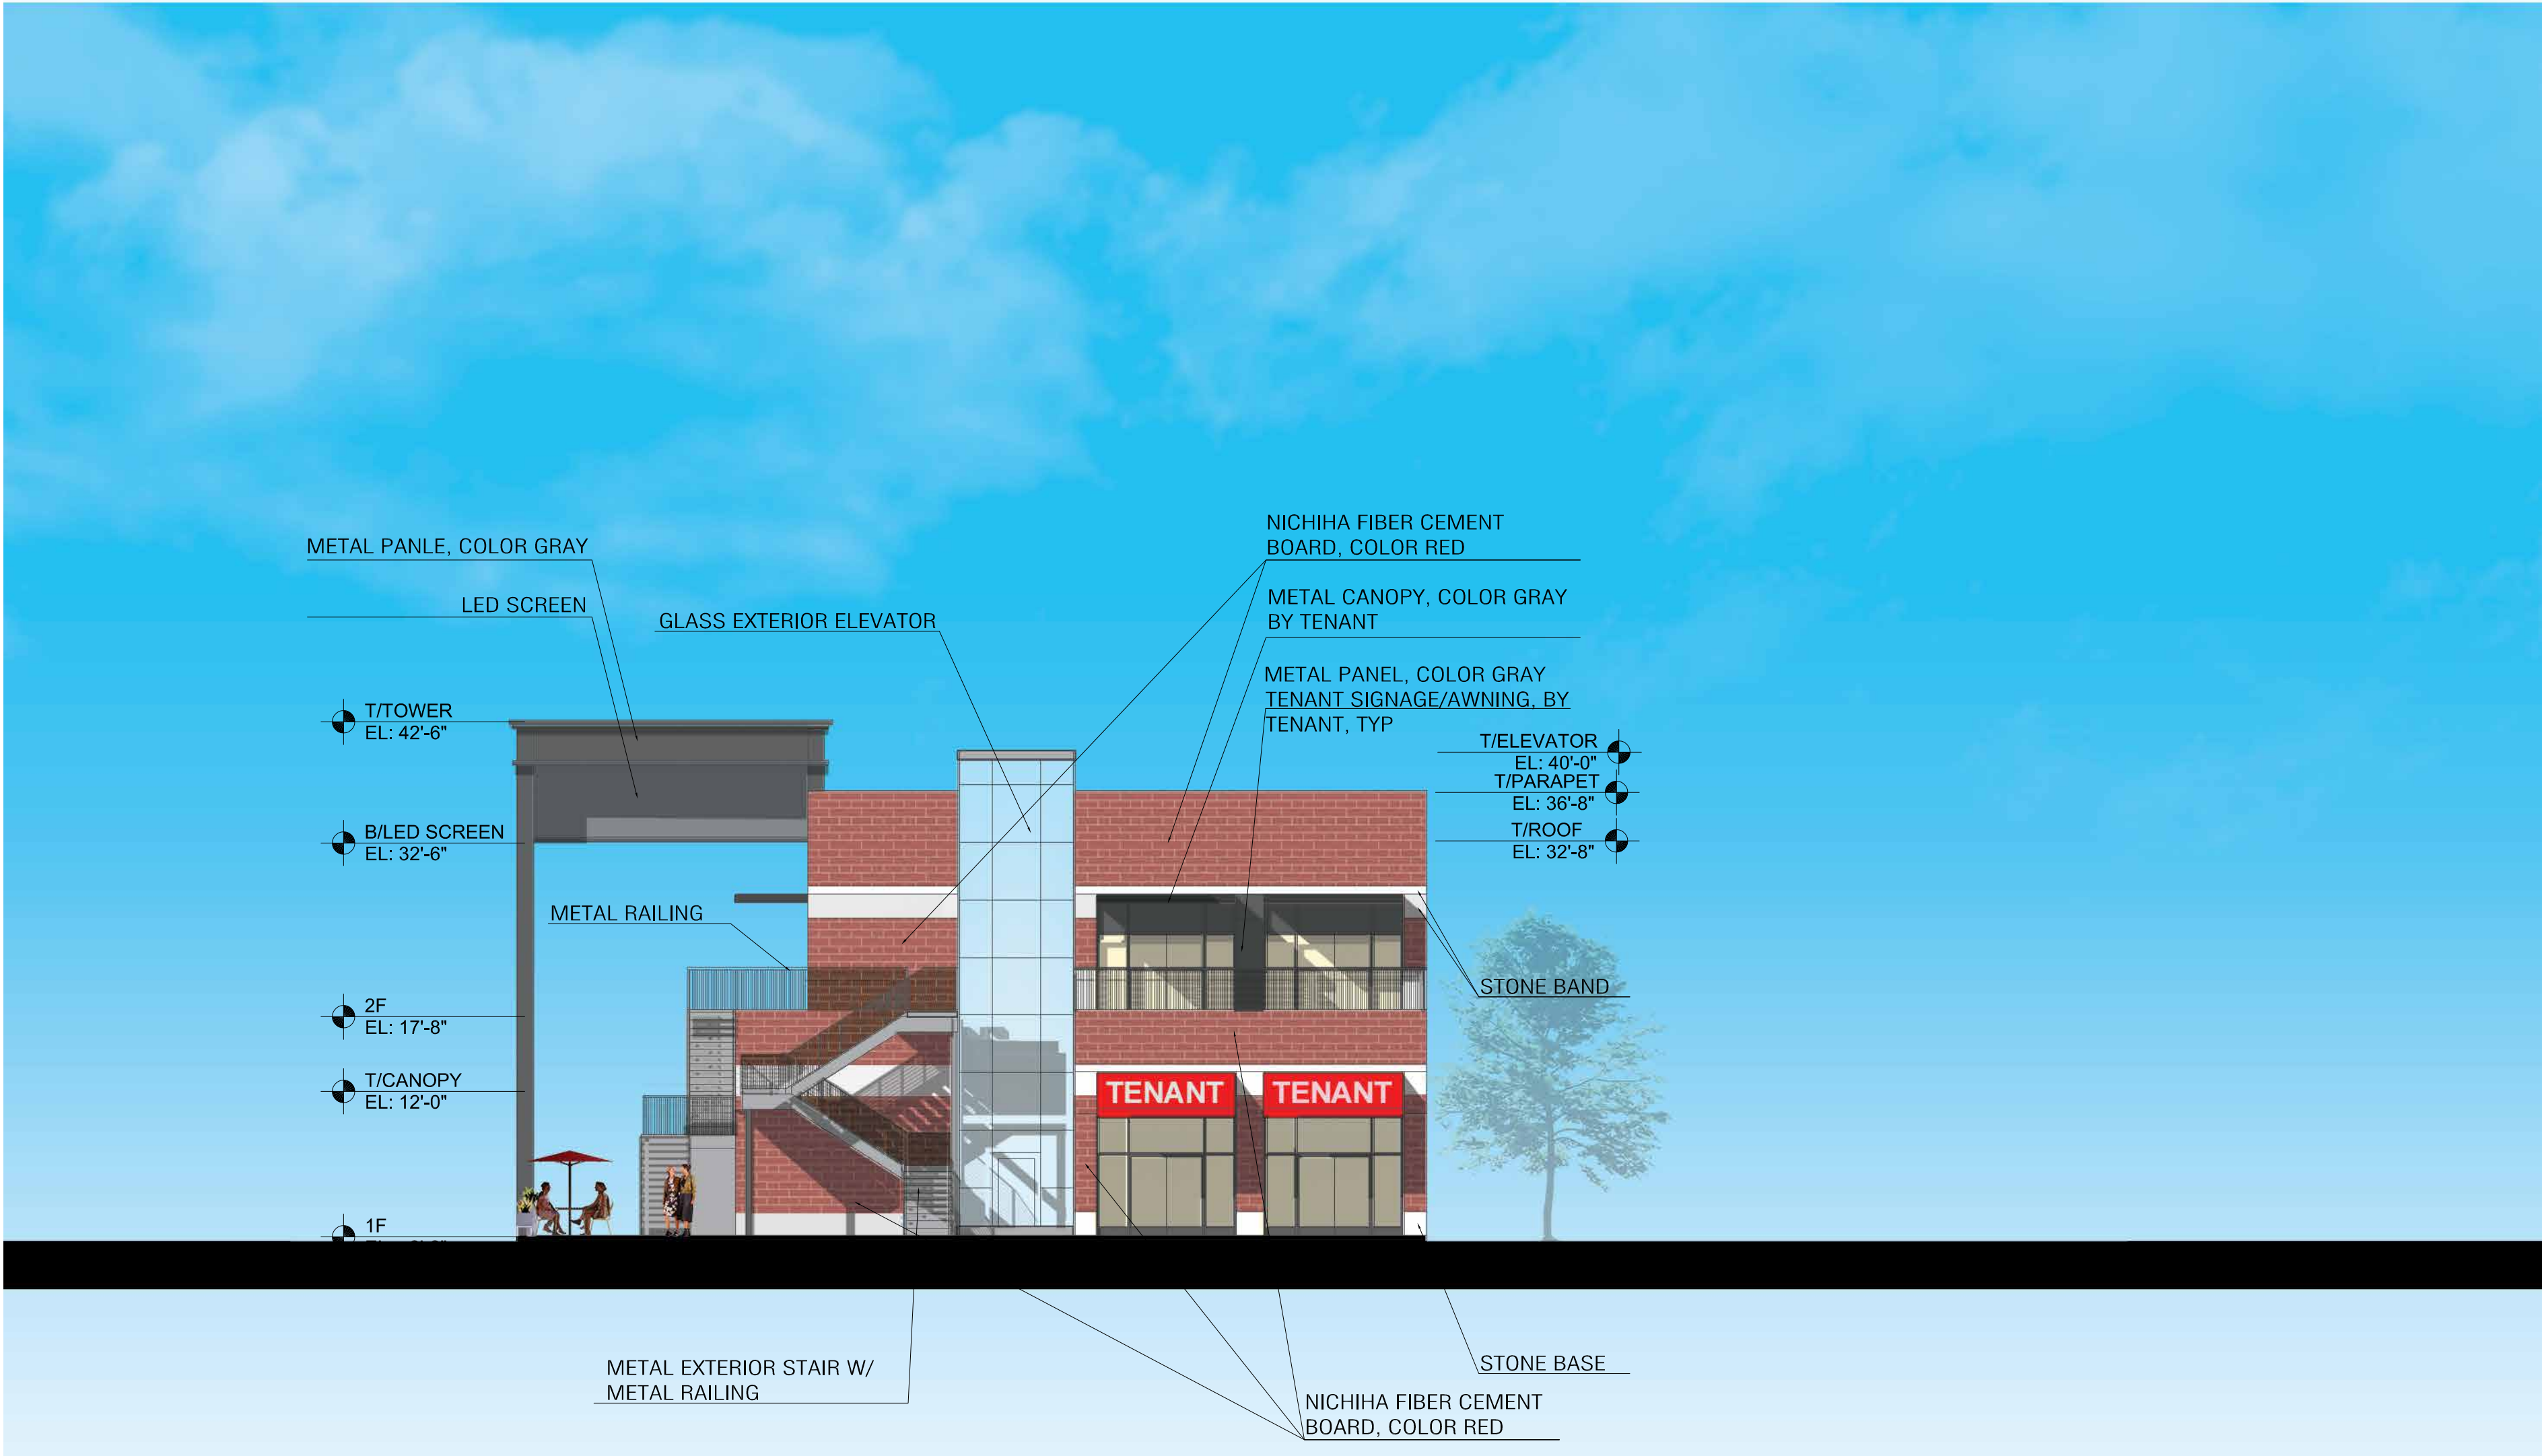 NICHIHA FIBER CEMENT
BOARD, COLOR RED
METAL PANLE, COLOR GRAY
LED SCREEN
GLASS EXTERIOR ELEVATOR
METAL CANOPY, COLOR GRAY
BY TENANT
METAL PANEL, COLOR GRAY
TENANT SIGNAGE/AWNING, BY
TENANT, TYP
T/TOWER
EL: 42'-6"
T/ELEVATOR
EL: 40'-0"
T/PARAPET
EL: 36'-8"
B/LED SCREEN
EL: 32'-6"
T/ROOF
EL: 32'-8"
METAL RAILING
STONE BAND
2F
EL: 17'-8"
T/CANOPY
EL: 12'-0"
TENANT
TENANT
1F
METAL EXTERIOR STAIR W/
METAL RAILING
STONE BASE
NICHIHA FIBER CEMENT
BOARD, COLOR RED